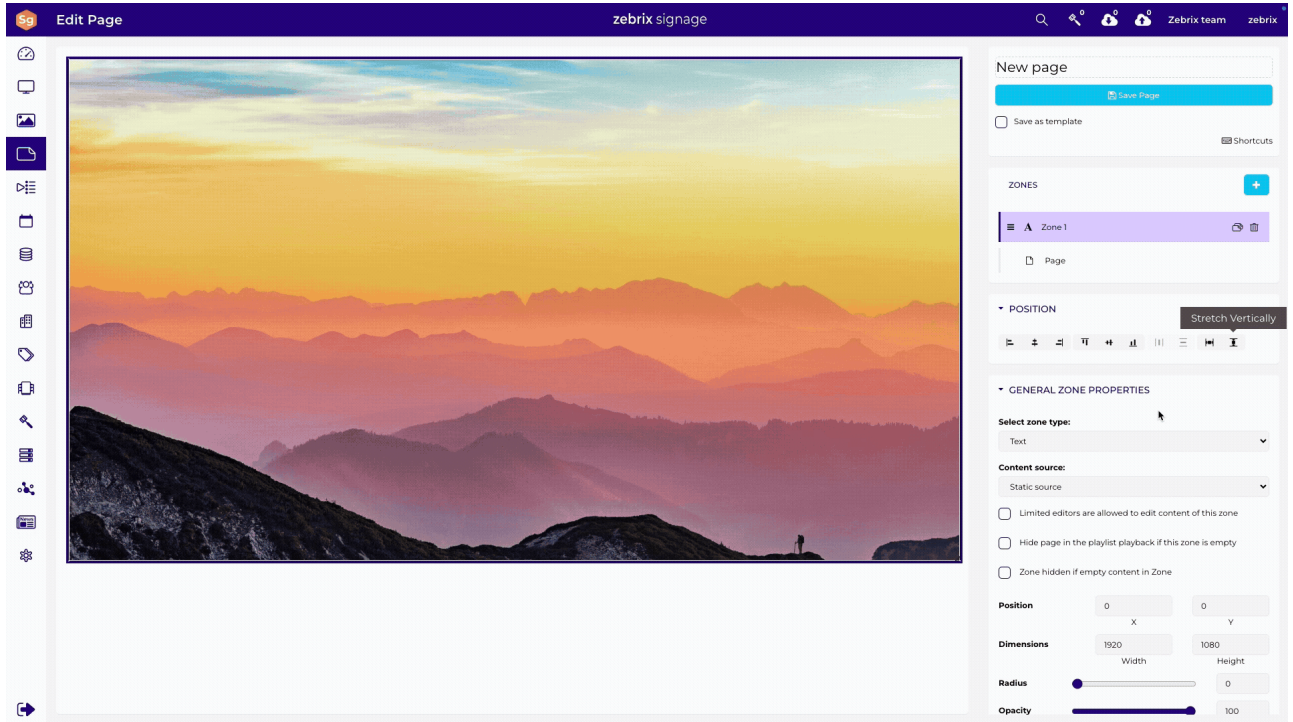 Sg Edit Page zebrix signage 0 0 0 Zebrix team zebrix
New page
Save Page
Save as template
Shortcuts
ZONES
+
A Zone 1
Page
POSITION
Stretch Vertically
GENERAL ZONE PROPERTIES
Select zone type:
Text
Content source:
Static source
Limited editors are allowed to edit content of this zone
Hide page in the playlist playback if this zone is empty
Zone hidden if empty content in Zone
Position 0 0
X Y
Dimensions 1920 1080
Width Height
Radius 0
Opacity 100